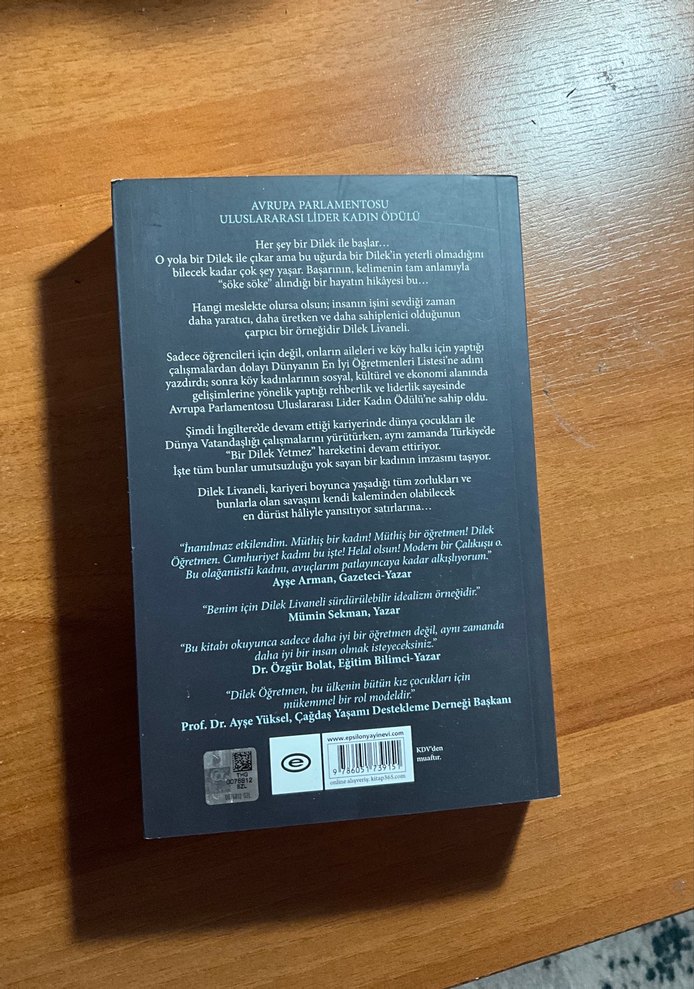 AVRUPA PARLAMENTOSU
ULUSLARARASI LİDER KADIN ÖDÜLÜ
Her şey bir Dilek ile başlar…
O yola bir Dilek ile çıkar ama bu uğurda bir Dilek'in yeterli olmadığını
bilecek kadar çok şey yaşar. Başarının, kelimenin tam anlamıyla
“söke söke” alındığı bir hayatın hikâyesi bu…
Hangi meslekte olursa olsun; insanın işini sevdiği zaman
daha yaratıcı, daha üretken ve daha sahiplenici olduğunun
çarpıcı bir örneğidir Dilek Livaneli.
Sadece öğrencileri için değil, onların aileleri ve köy halkı için yaptığı
çalışmalardan dolayı Dünyanın En İyi Öğretmenleri Listesi'ne adını
yazdırdı; sonra köy kadınlarının sosyal, kültürel ve ekonomi alanında
gelişimlerine yönelik yaptığı rehberlik ve liderlik sayesinde
Avrupa Parlamentosu Uluslararası Lider Kadın Ödülü'ne sahip oldu.
Şimdi İngiltere'de devam ettiği kariyerinde dünya çocukları ile
Dünya Vatandaşlığı çalışmalarını yürütürken, aynı zamanda Türkiye'de
“Bir Dilek Yetmez” hareketini devam ettiriyor.
İşte tüm bunlar umutsuzluğu yok sayan bir kadının imzasını taşıyor.
Dilek Livaneli, kariyeri boyunca yaşadığı tüm zorlukları ve
bunlarla olan savaşını kendi kaleminden olabilecek
en dürüst hâliyle yansıtıyor satırlarına…
“İnanılmaz etkilendim. Müthiş bir kadın! Müthiş bir öğretmen! Dilek
Öğretmen. Cumhuriyet kadını bu işte! Helal olsun! Modern bir Çalıkuşu o.
Bu olağanüstü kadını, avuçlarım patlayıncaya kadar alkışlıyorum.”
Ayşe Arman, Gazeteci-Yazar
“Benim için Dilek Livaneli sürdürülebilir idealizm örneğidir.”
Mümin Sekman, Yazar
“Bu kitabı okuyunca sadece daha iyi bir öğretmen değil, aynı zamanda
daha iyi bir insan olmak isteyeceksiniz.”
Dr. Özgür Bolat, Eğitim Bilimci-Yazar
“Dilek Öğretmen, bu ülkenin bütün kız çocukları için
mükemmel bir rol modeldir.”
Prof. Dr. Ayşe Yüksel, Çağdaş Yaşamı Destekleme Derneği Başkanı
www.epsilonyayinevi.com
9 786051 739151
online alışveriş: kitap365.com
KDV'den
muaftır.
e
THG
0076812
EZL